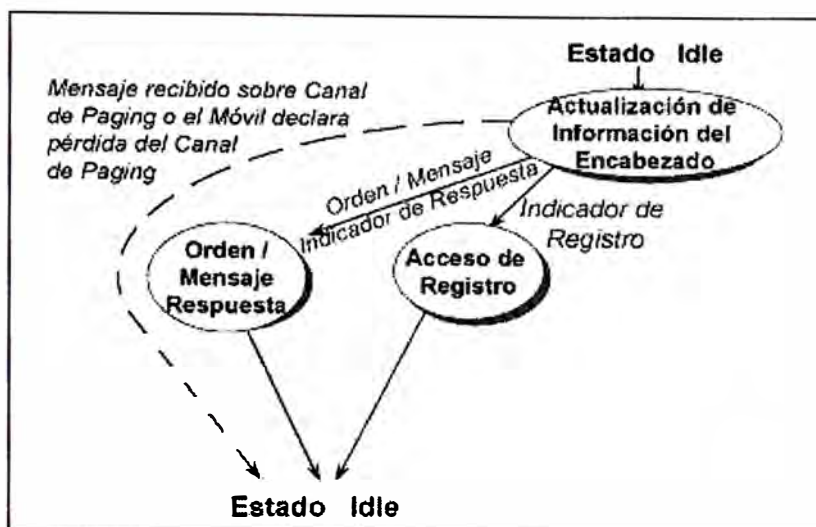 Estado Idle
Mensaje recibido sobre Canal
de Paging o el Móvil declara
pérdida del Canal
de Paging
Actualización de
Información del
Encabezado
Orden / Mensaje
Indicador de Respuesta
Indicador de
Registro
Orden /
Mensaje
Respuesta
Acceso de
Registro
Estado Idle